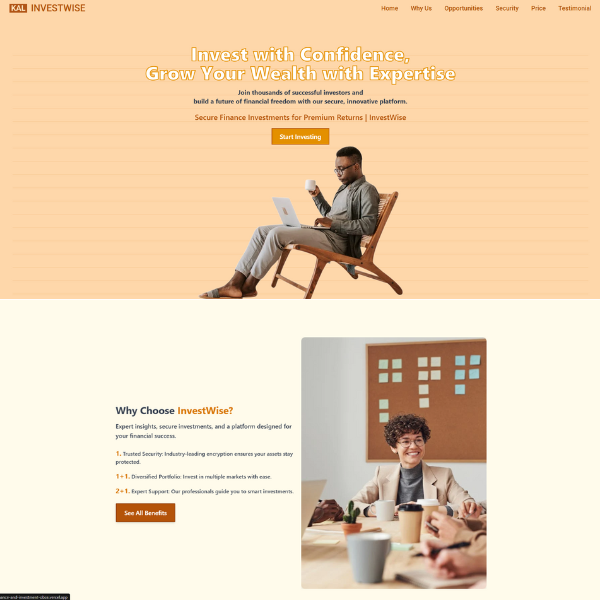 KAL INVESTWISE
Home Why Us Opportunities Security Price Testimonial
Invest with Confidence,
Grow Your Wealth with Expertise
Join thousands of successful investors and
build a future of financial freedom with our secure, innovative platform.
Secure Finance Investments for Premium Returns | InvestWise
Start Investing
Why Choose InvestWise?
Expert insights, secure investments, and a platform designed for
your financial success.
1. Trusted Security: Industry-leading encryption ensures your assets stay
protected.
1+1. Diversified Portfolio: Invest in multiple markets with ease.
2+1. Expert Support: Our professionals guide you to smart investments.
See All Benefits